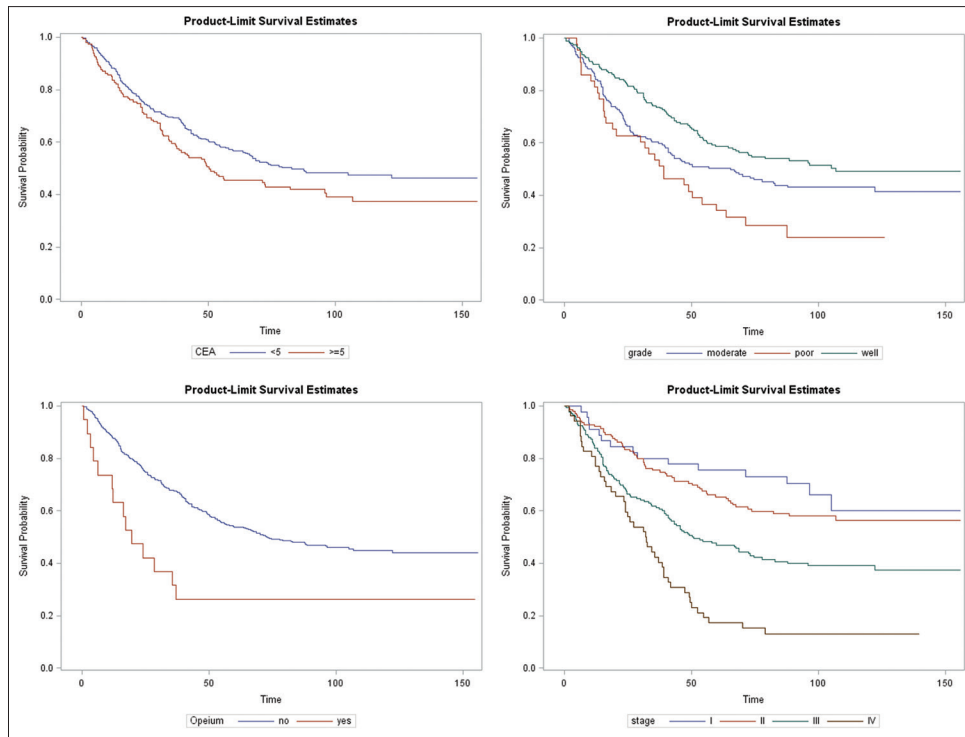 Product-Limit Survival Estimates
1.0
0.8
0.6
0.4
0.2
0.0
Survival Probability
0 50 100 150
Time
CEA <5 >=5
Product-Limit Survival Estimates
1.0
0.8
0.6
0.4
0.2
0.0
Survival Probability
0 50 100 150
Time
grade moderate poor well
Product-Limit Survival Estimates
1.0
0.8
0.6
0.4
0.2
0.0
Survival Probability
0 50 100 150
Time
Opeium no yes
Product-Limit Survival Estimates
1.0
0.8
0.6
0.4
0.2
0.0
Survival Probability
0 50 100 150
Time
stage I II III IV